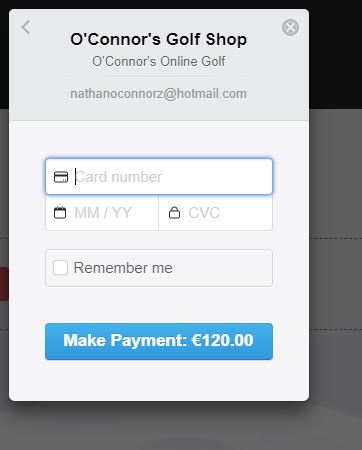 O'Connor's Golf Shop
O'Connor's Online Golf
nathanoconnorz@hotmail.com
Card number
MM / YY
CVC
Remember me
Make Payment: €120.00